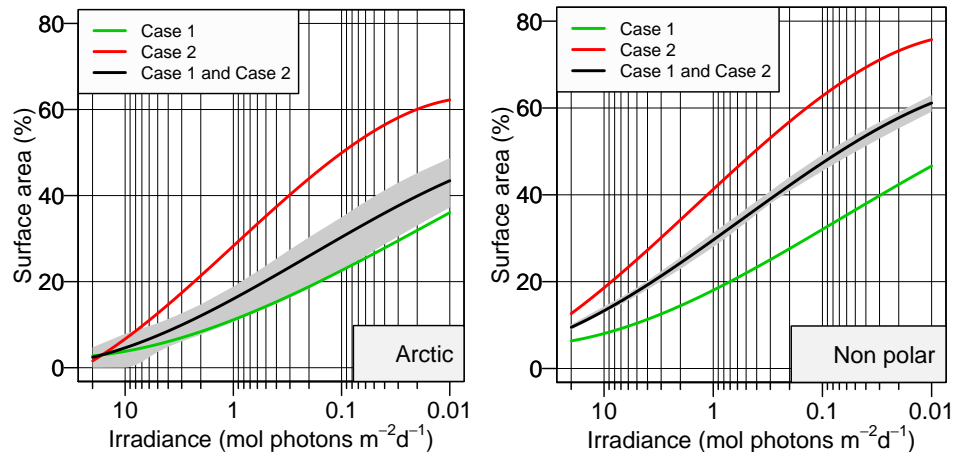 80
60
40
20
0
Surface area (%)
Case 1
Case 2
Case 1 and Case 2
Arctic
10
1
0.1
0.01
Irradiance (mol photons m⁻²d⁻¹)
80
60
40
20
0
Surface area (%)
Case 1
Case 2
Case 1 and Case 2
Non polar
10
1
0.1
0.01
Irradiance (mol photons m⁻²d⁻¹)